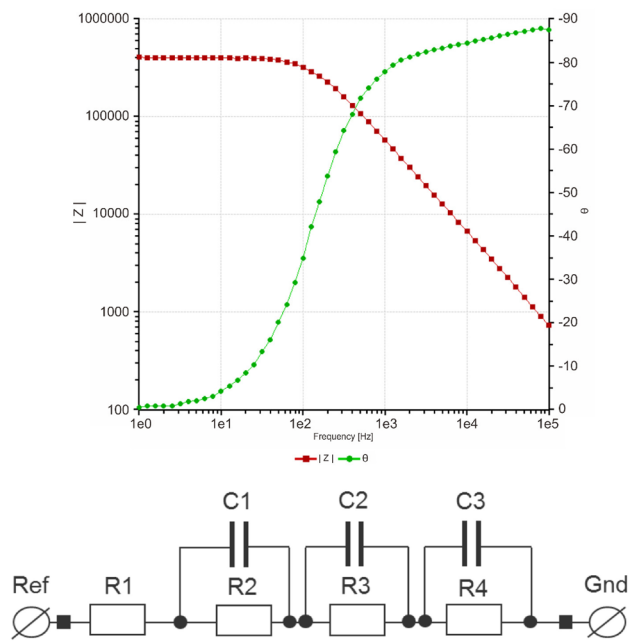 1000000
100000
10000
1000
100
| Z |
-90
-80
-70
-60
-50
-40
-30
-20
-10
0
θ
1e0
1e1
1e2
1e3
1e4
1e5
Frequency [Hz]
| Z |
θ
C1
C2
C3
Ref
R1
R2
R3
R4
Gnd